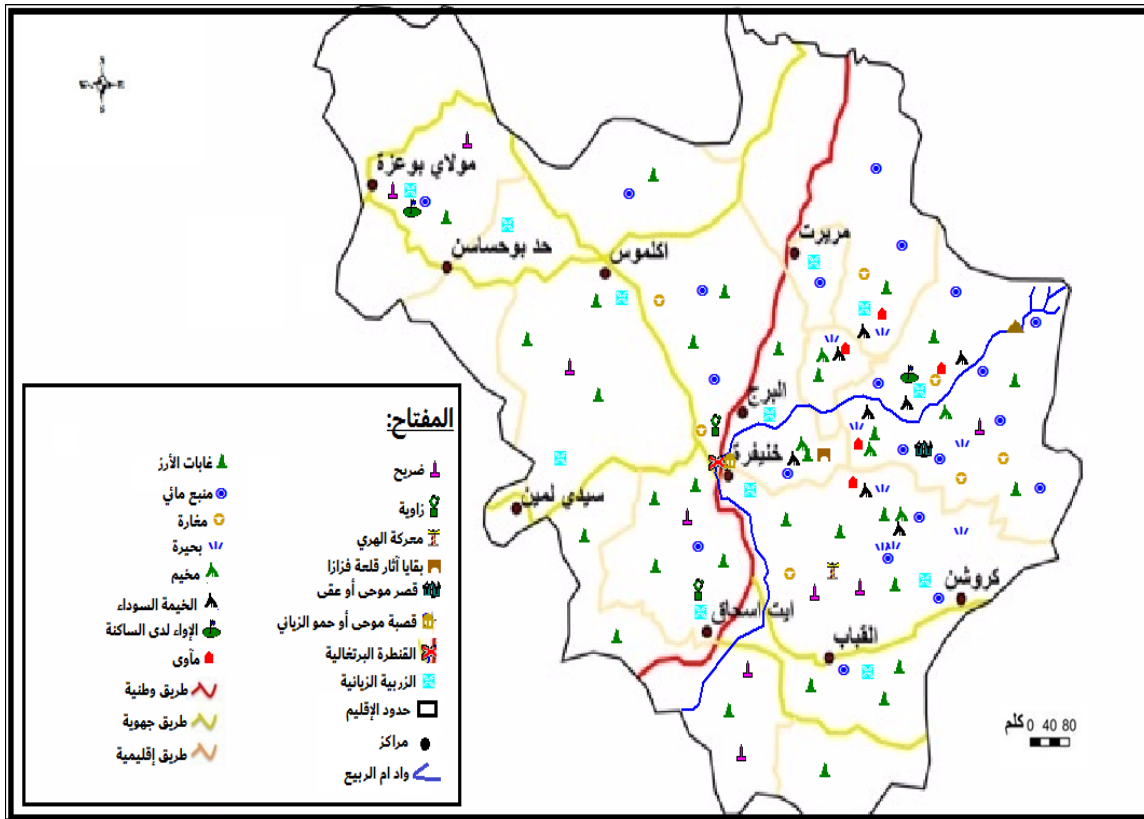 N
W
E
S
مولاي بوعزة
حد بوحساسن
اكلموس
مريرت
البرج
خنيفرة
سيدي لمين
ايت اسحاق
كروشن
القباب
كلم 0 40 80
المفتاح:
ضريح
زاوية
معركة الهري
بقايا آثار قلعة فزازا
قصر موحى أو عقى
قصبة موحى أو حمو الزياني
القنطرة البرتغالية
الزربية الزيانية
حدود الإقليم
مراكز
واد ام الربيع
غابات الأرز
منبع مائي
مغارة
بحيرة
مخيم
الخيمة السوداء
الإواء لدى الساكنة
مآوى
طريق وطنية
طريق جهوية
طريق إقليمية